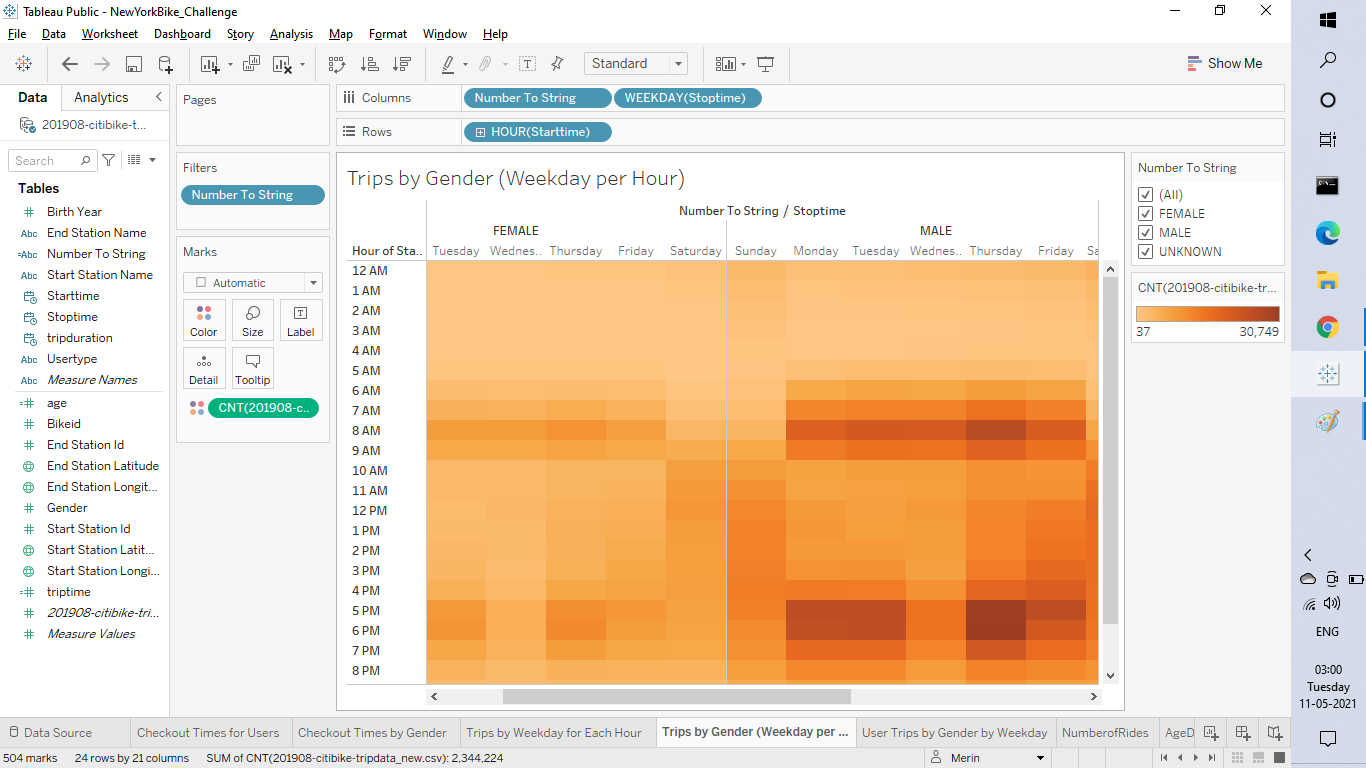 Tableau Public - NewYorkBike_Challenge
File Data Worksheet Dashboard Story Analysis Map Format Window Help
Standard
Show Me
Data Analytics
201908-citibike-t...
Search
Tables
Birth Year
Abc End Station Name
=Abc Number To String
Abc Start Station Name
Starttime
Stoptime
tripduration
Abc Usertype
Abc Measure Names
age
Bikeid
End Station Id
End Station Latitude
End Station Longit...
Gender
Start Station Id
Start Station Latit...
Start Station Longi...
triptime
201908-citibike-tri...
Measure Values
Pages
Filters
Number To String
Marks
Automatic
Color Size Label
Detail Tooltip
CNT(201908-c..
Columns Number To String WEEKDAY(Stoptime)
Rows HOUR(Starttime)
Trips by Gender (Weekday per Hour)
Number To String / Stoptime
FEMALE MALE
Hour of Sta.. Tuesday Wednes.. Thursday Friday Saturday Sunday Monday Tuesday Wednes.. Thursday Friday Sa
12 AM
1 AM
2 AM
3 AM
4 AM
5 AM
6 AM
7 AM
8 AM
9 AM
10 AM
11 AM
12 PM
1 PM
2 PM
3 PM
4 PM
5 PM
6 PM
7 PM
8 PM
Number To String
(All)
FEMALE
MALE
UNKNOWN
CNT(201908-citibike-tr...
37 30,749
Data Source Checkout Times for Users Checkout Times by Gender Trips by Weekday for Each Hour Trips by Gender (Weekday per ... User Trips by Gender by Weekday NumberofRides AgeD
504 marks 24 rows by 21 columns SUM of CNT(201908-citibike-tripdata_new.csv): 2,344,224 Merin
ENG
03:00
Tuesday
11-05-2021